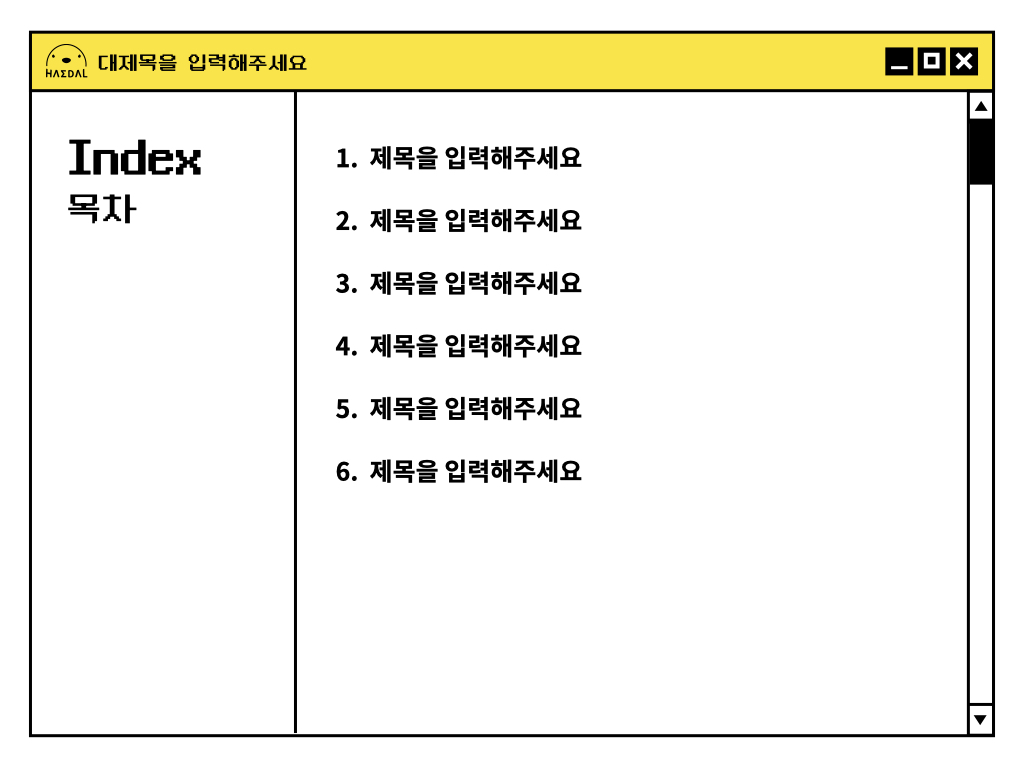 HAΣDAL
대제목을 입력해주세요
Index
목차
1. 제목을 입력해주세요
2. 제목을 입력해주세요
3. 제목을 입력해주세요
4. 제목을 입력해주세요
5. 제목을 입력해주세요
6. 제목을 입력해주세요